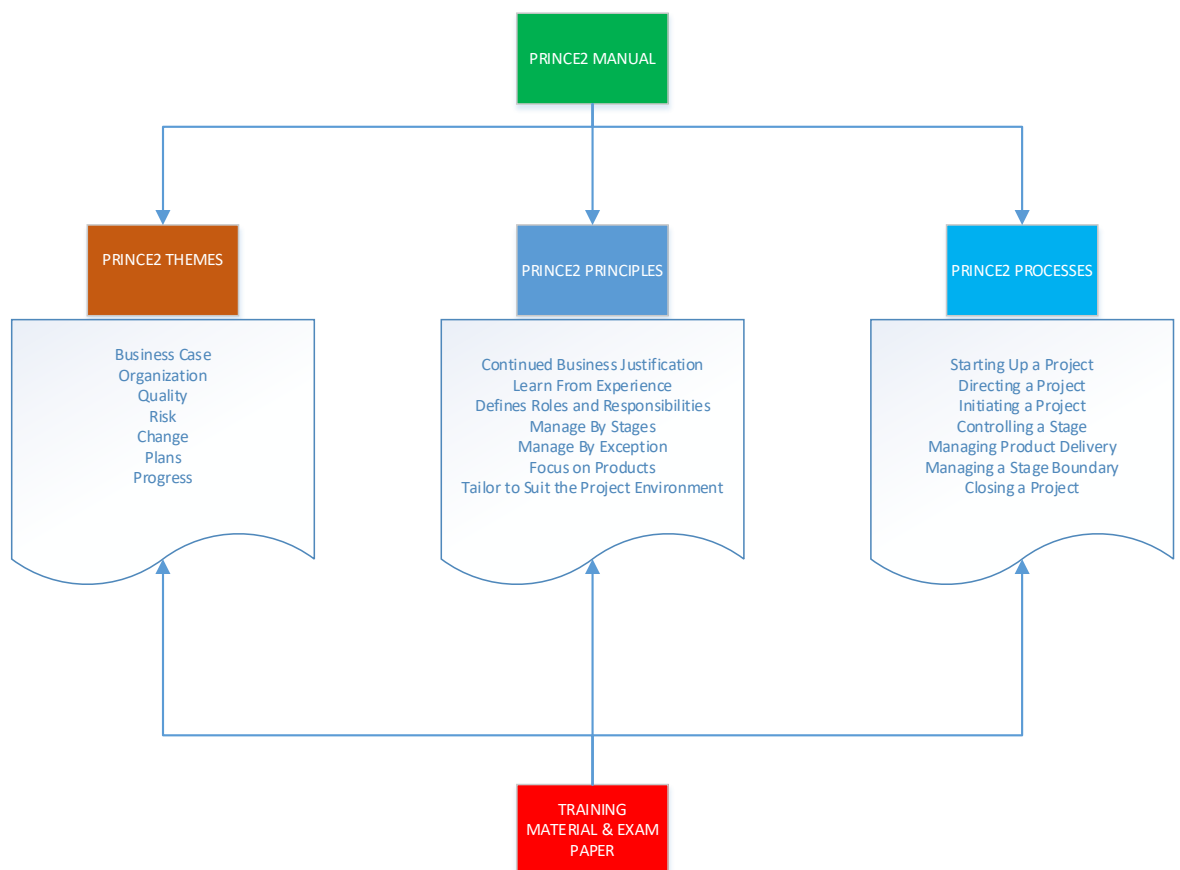 PRINCE2 MANUAL
PRINCE2 THEMES
PRINCE2 PRINCIPLES
PRINCE2 PROCESSES
Business Case
Organization
Quality
Risk
Change
Plans
Progress
Continued Business Justification
Learn From Experience
Defines Roles and Responsibilities
Manage By Stages
Manage By Exception
Focus on Products
Tailor to Suit the Project Environment
Starting Up a Project
Directing a Project
Initiating a Project
Controlling a Stage
Managing Product Delivery
Managing a Stage Boundary
Closing a Project
TRAINING
MATERIAL & EXAM
PAPER